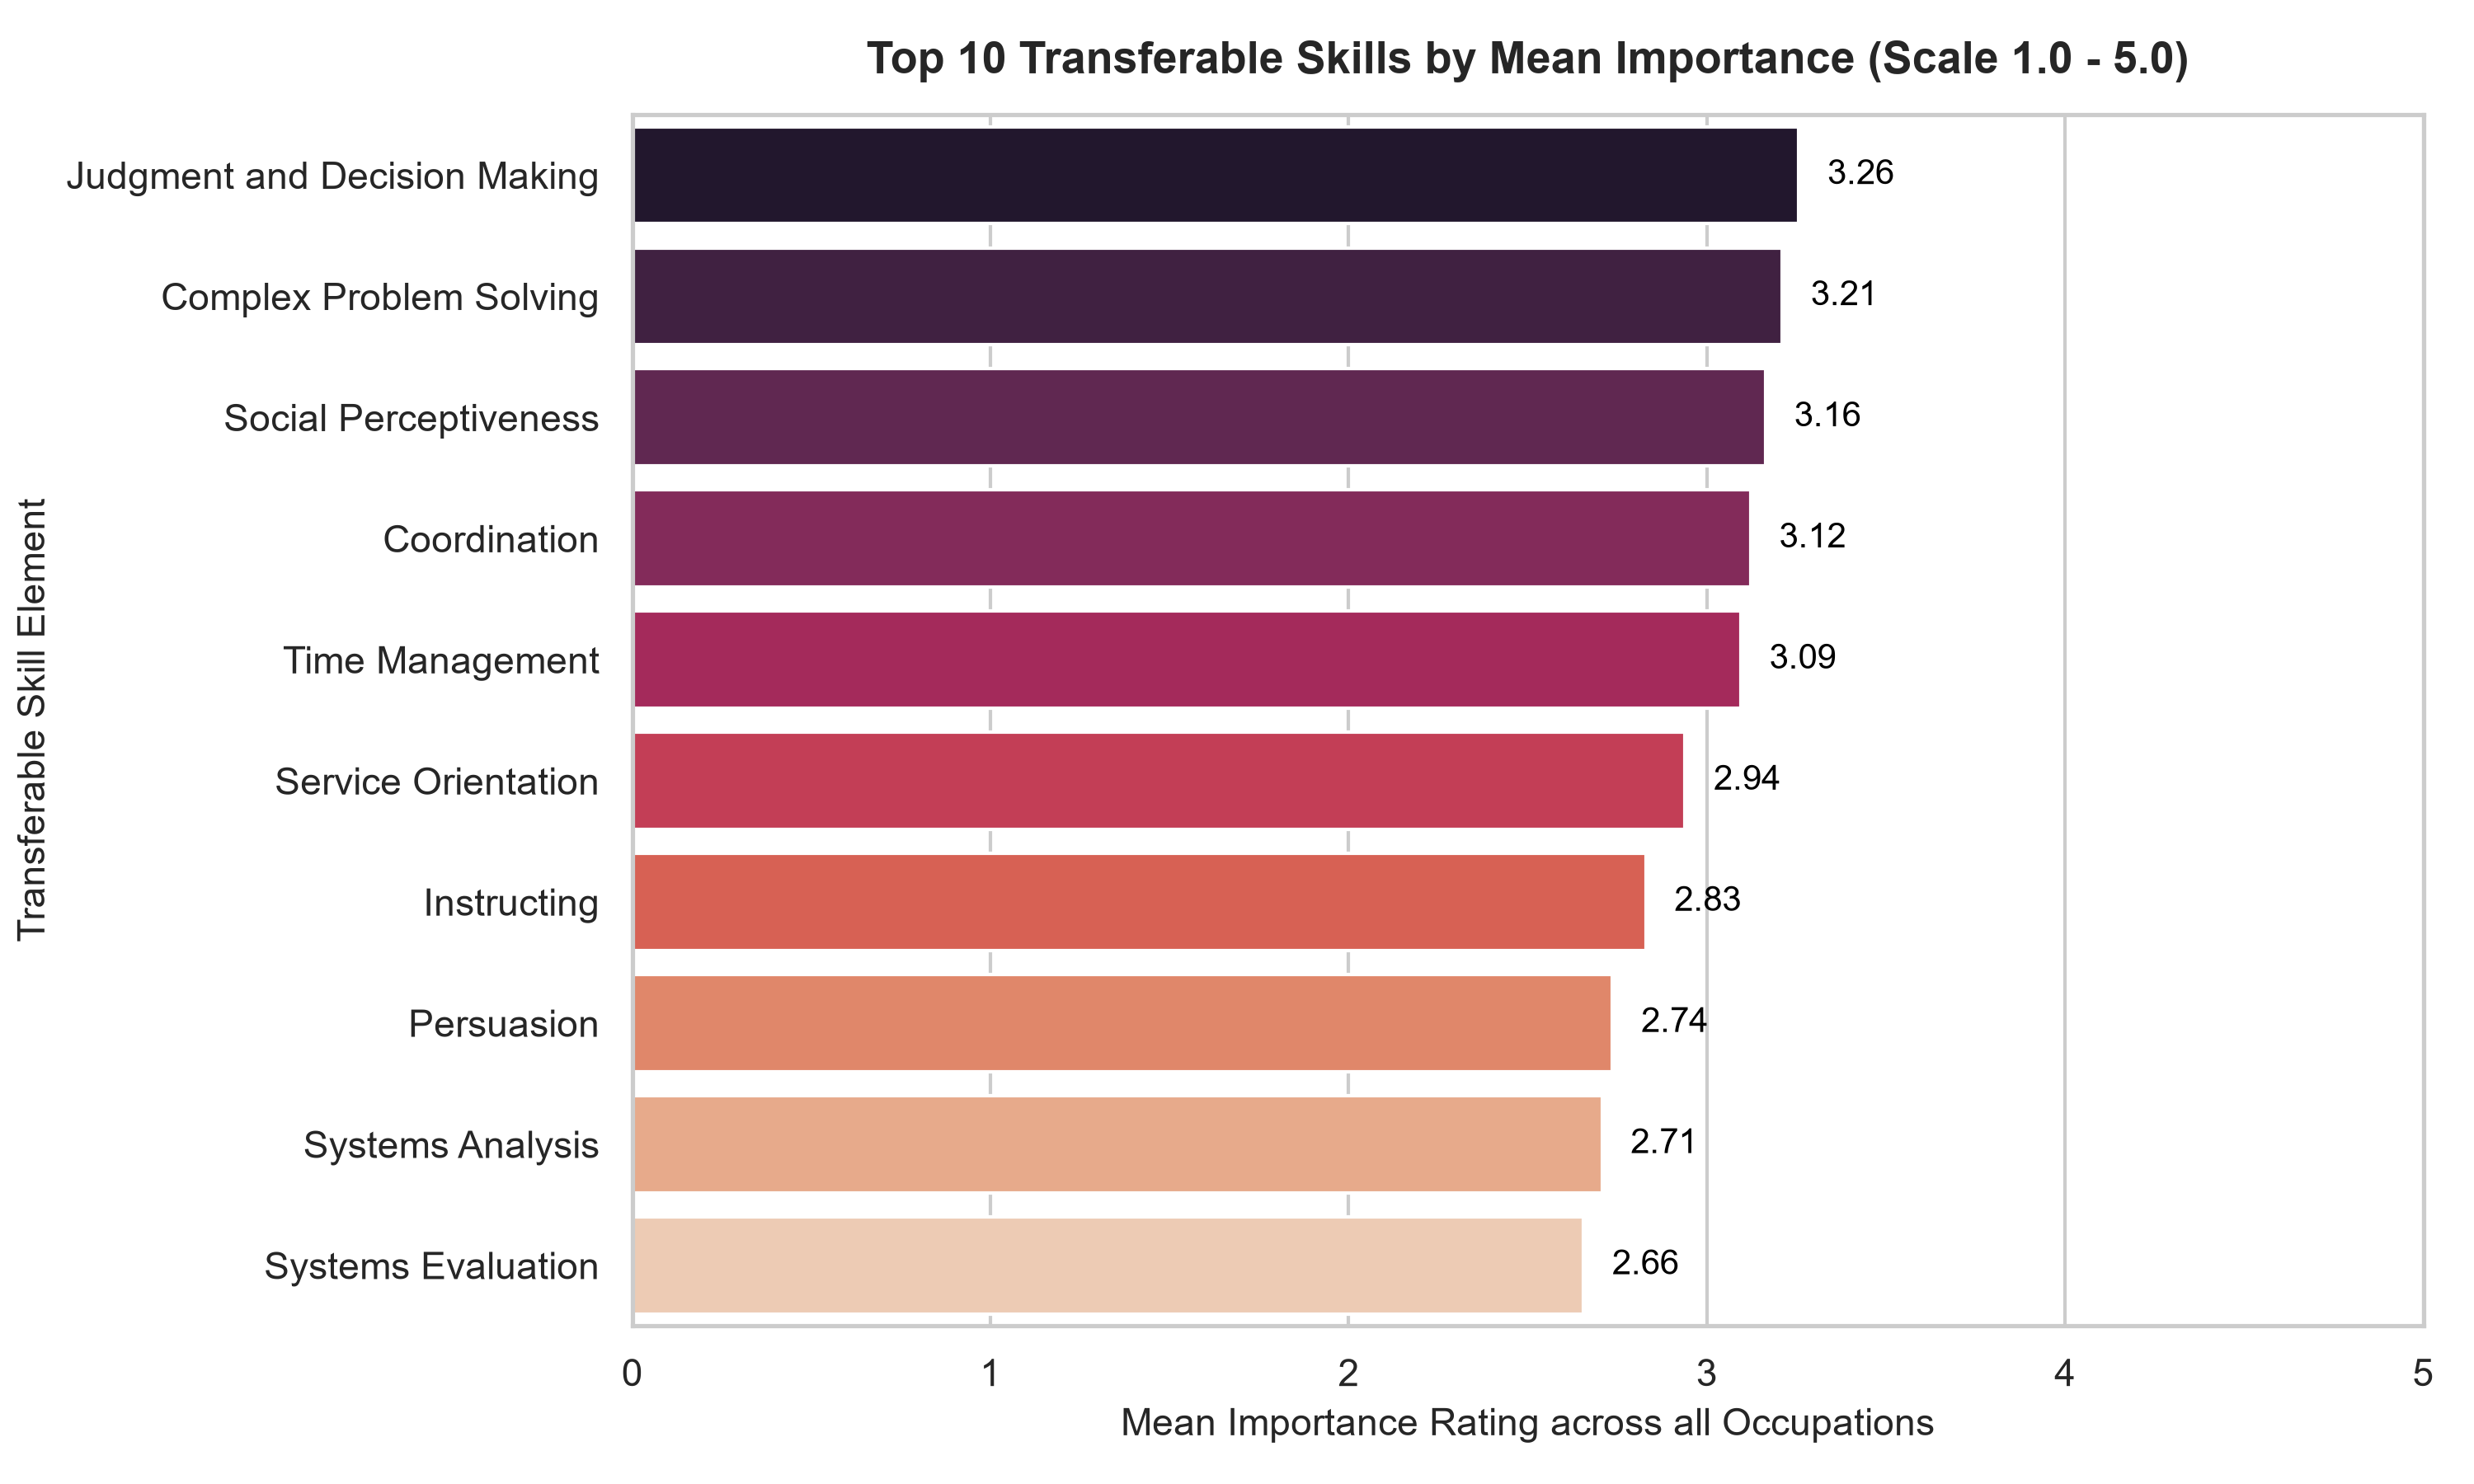 Top 10 Transferable Skills by Mean Importance (Scale 1.0 - 5.0)
Transferable Skill Element
Judgment and Decision Making 3.26
Complex Problem Solving 3.21
Social Perceptiveness 3.16
Coordination 3.12
Time Management 3.09
Service Orientation 2.94
Instructing 2.83
Persuasion 2.74
Systems Analysis 2.71
Systems Evaluation 2.66
0 1 2 3 4 5
Mean Importance Rating across all Occupations